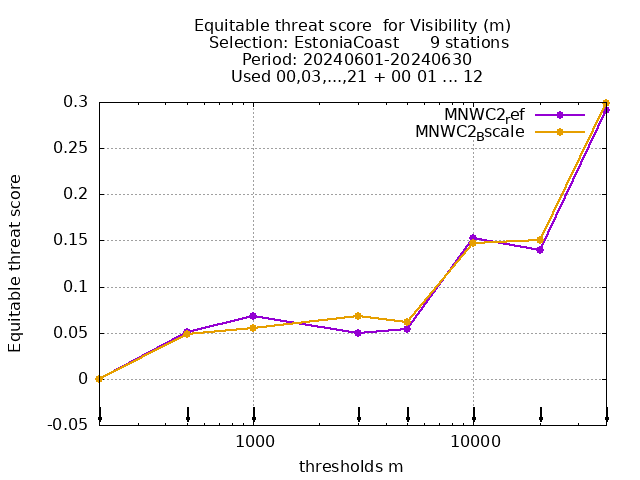 Equitable threat score  for Visibility (m)
Selection: EstoniaCoast      9 stations
Period: 20240601-20240630
Used 00,03,...,21 + 00 01 ... 12
MNWC2_ref
MNWC2_Bscale
0.3
0.25
0.2
0.15
0.1
0.05
0
-0.05
Equitable threat score
1000
10000
thresholds m